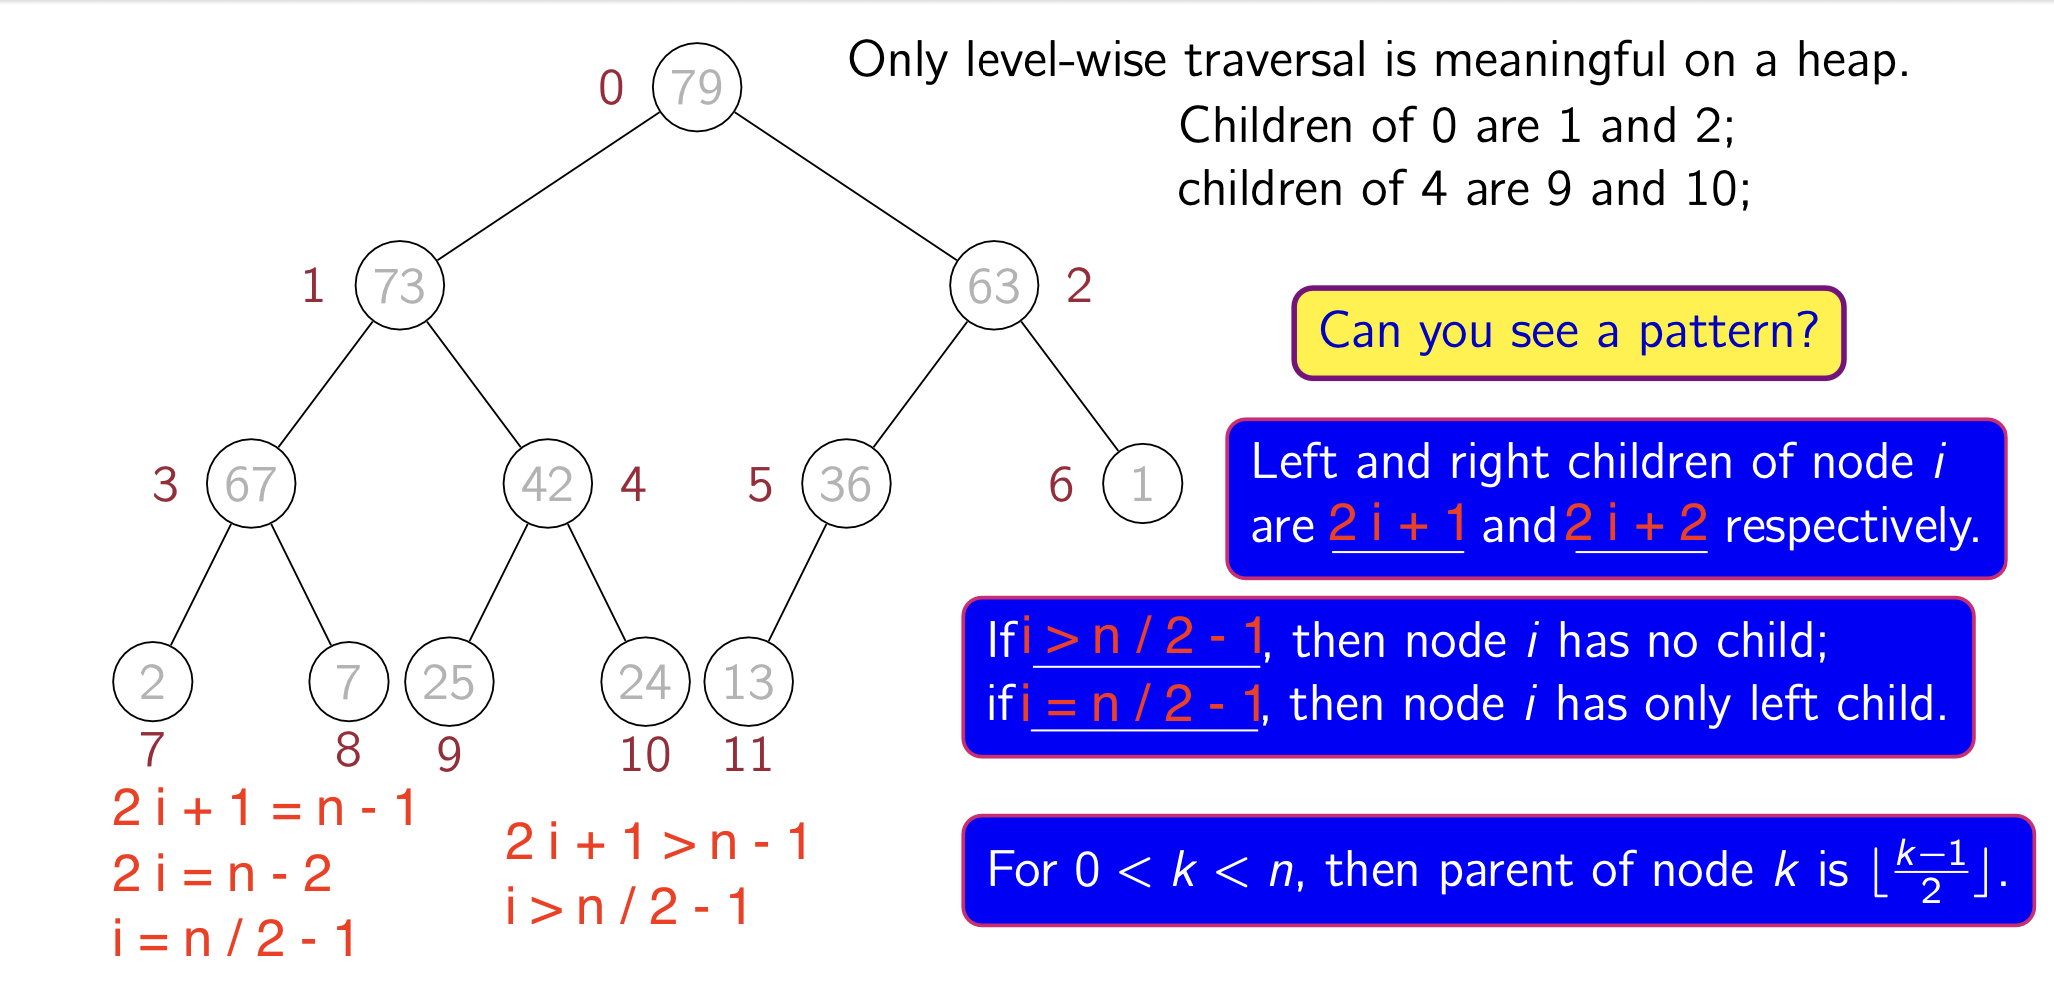 Only level-wise traversal is meaningful on a heap.
Children of 0 are 1 and 2;
children of 4 are 9 and 10;
0 79
1 73
63 2
Can you see a pattern?
3 67
42 4
5 36
6 1
Left and right children of node i
are 2 i + 1 and 2 i + 2 respectively.
If i > n / 2 - 1, then node i has no child;
if i = n / 2 - 1, then node i has only left child.
2 7 25 24 13
7 8 9 10 11
2 i + 1 = n - 1
2 i = n - 2
i = n / 2 - 1
2 i + 1 > n - 1
i > n / 2 - 1
For 0 < k < n, then parent of node k is ⌊(k−1)/2⌋.